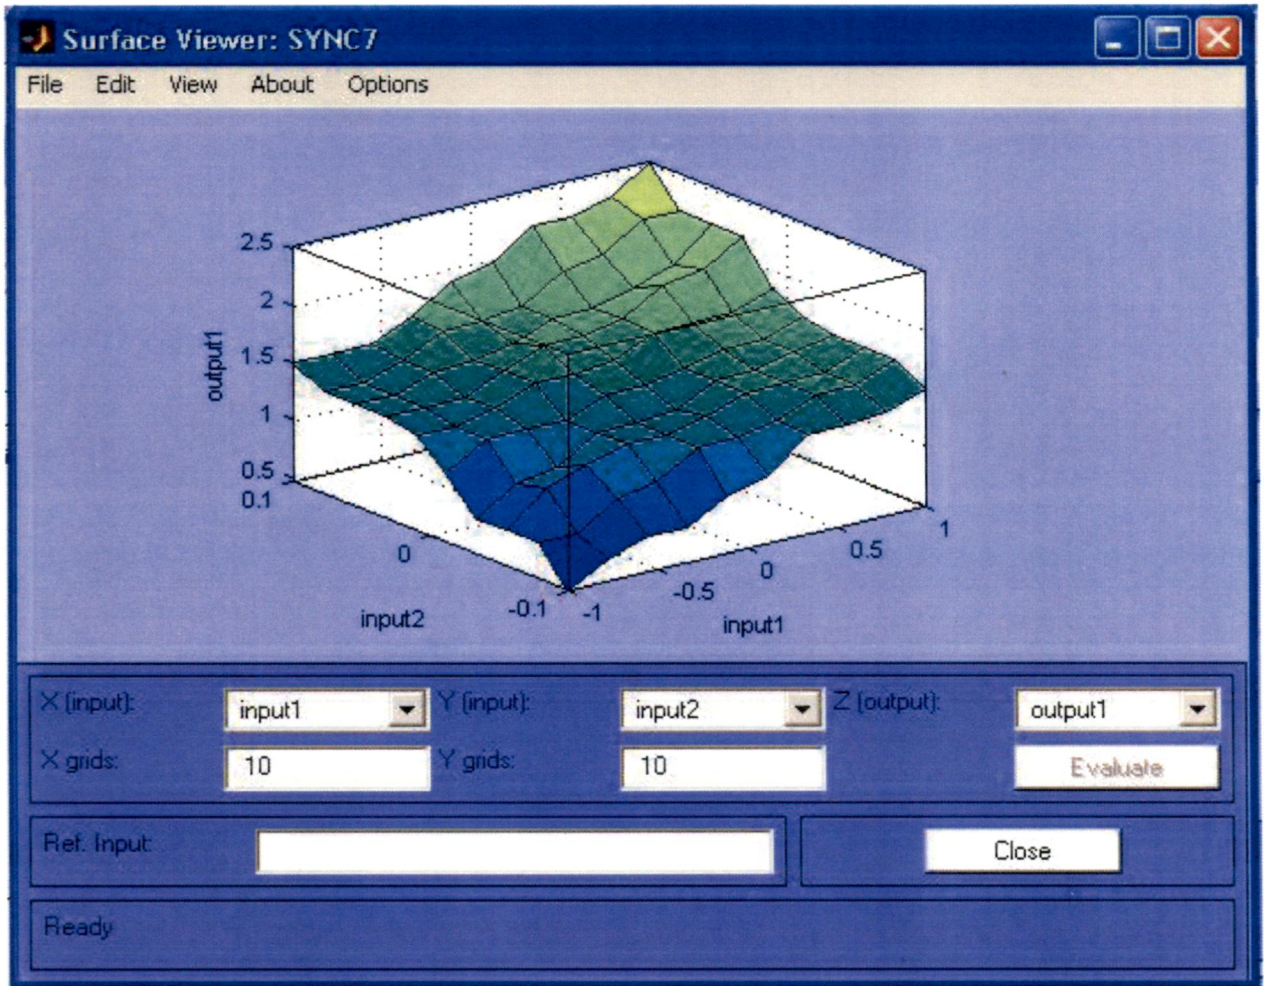 Surface Viewer: SYNC7
File Edit View About Options
2.5
2
1.5
1
0.5
output1
0.1
0
-0.1
input2
-1
-0.5
0
0.5
1
input1
X (input): input1 Y (input): input2 Z (output): output1
X grids: 10 Y grids: 10 Evaluate
Ref. Input: Close
Ready